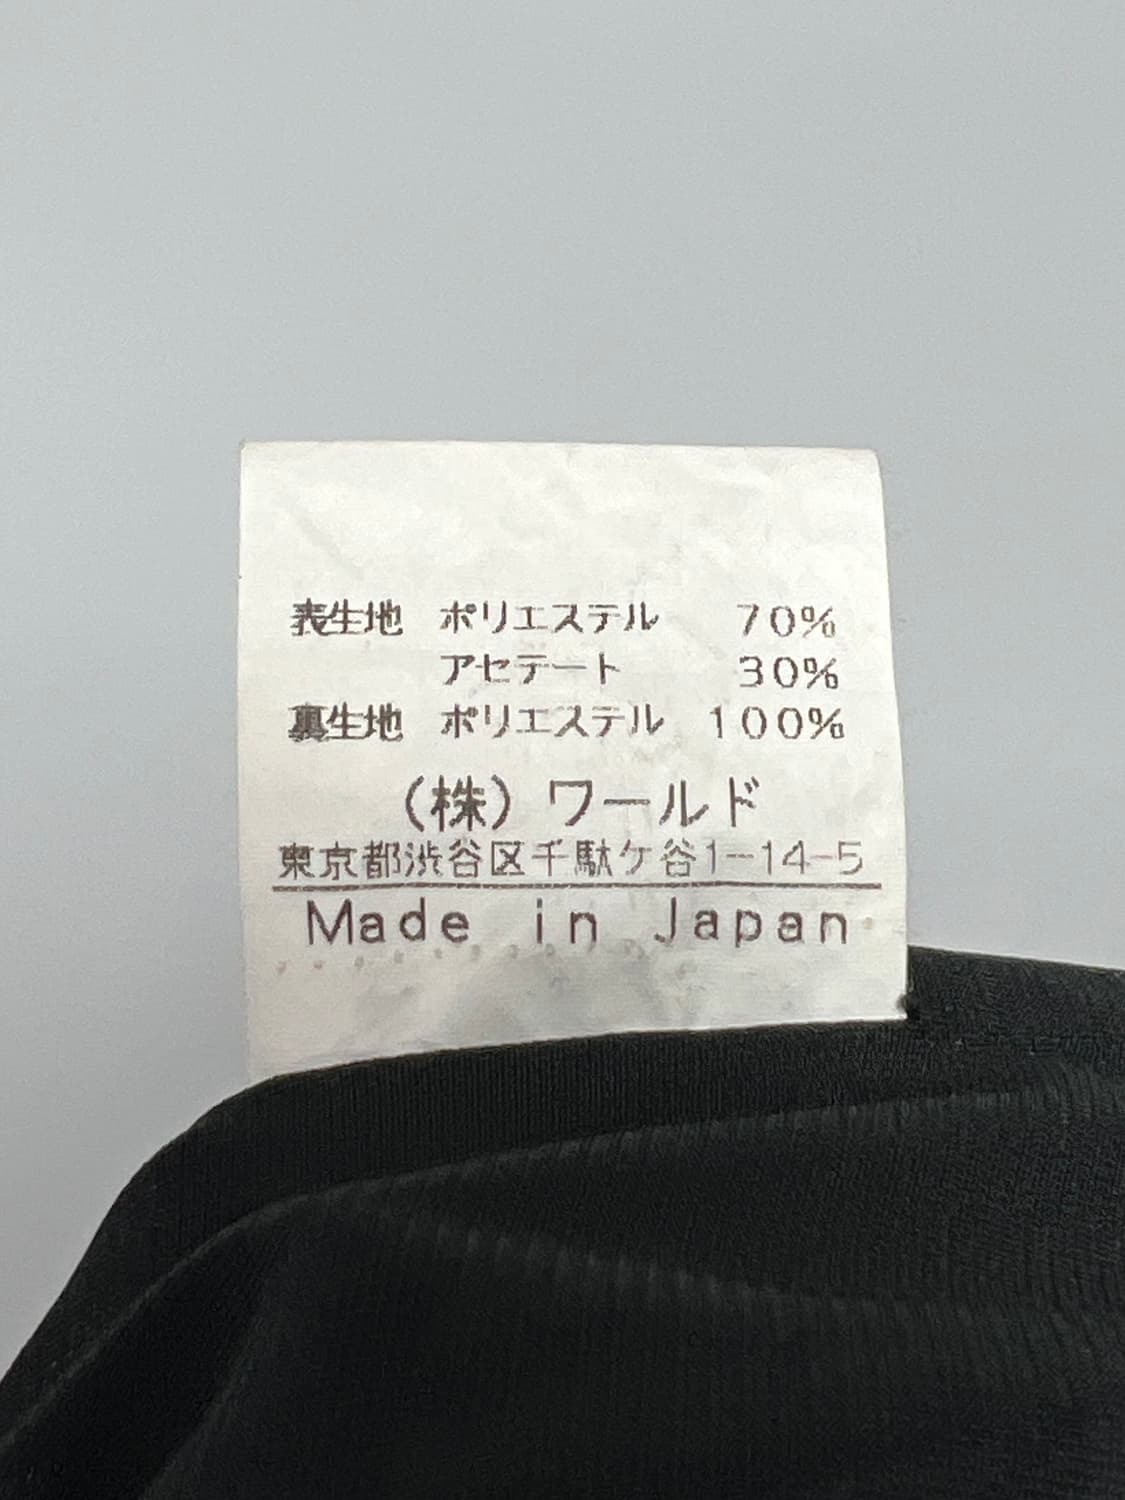 表生地 ポリエステル 70%
アセテート 30%
裏生地 ポリエステル 100%
(株) ワールド
東京都渋谷区千駄ケ谷1-14-5
Made in Japan